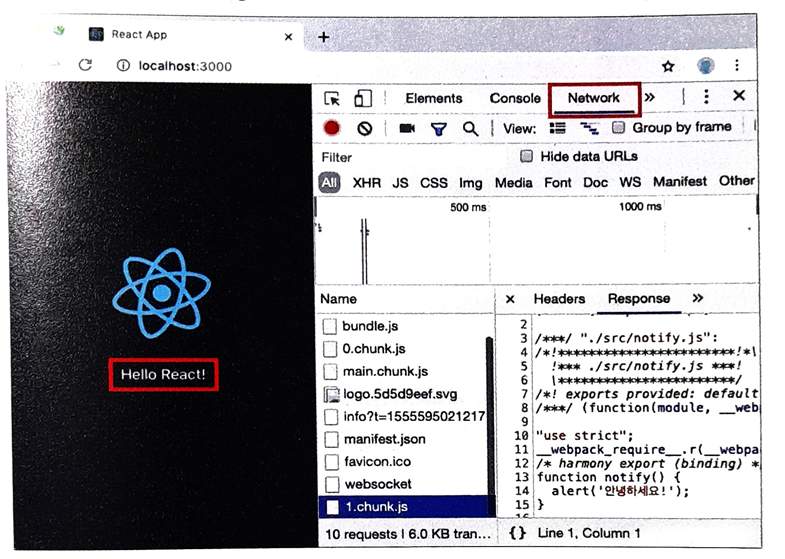 React App × +
localhost:3000
Elements Console Network » ⋮ ×
View: Group by frame
Filter Hide data URLs
All XHR JS CSS Img Media Font Doc WS Manifest Other
500 ms 1000 ms
Hello React!
Name
bundle.js
0.chunk.js
main.chunk.js
logo.5d5d9eef.svg
info?t=1555595021217
manifest.json
favicon.ico
websocket
1.chunk.js
10 requests | 6.0 KB tran...
× Headers Response »
2
3 /***/ "./src/notify.js":
4 /*!***********************!*\
5 !*** ./src/notify.js ***!
6 \***********************/
7 /*! exports provided: default
8 /***/ (function(module, __web
9
10 "use strict";
11 __webpack_require__.r(__webpa
12 /* harmony export (binding) *
13 function notify() {
14 alert('안녕하세요!');
15 }
{} Line 1, Column 1